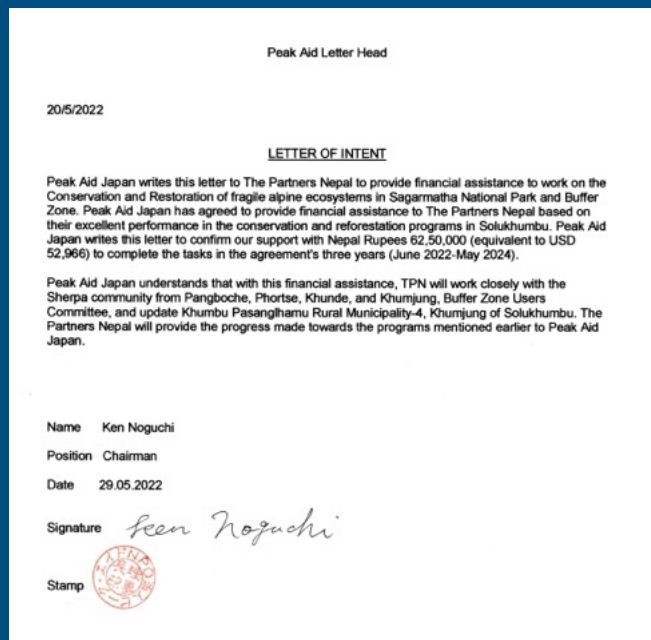 Peak Aid Letter Head
20/5/2022
LETTER OF INTENT
Peak Aid Japan writes this letter to The Partners Nepal to provide financial assistance to work on the
Conservation and Restoration of fragile alpine ecosystems in Sagarmatha National Park and Buffer
Zone. Peak Aid Japan has agreed to provide financial assistance to The Partners Nepal based on
their excellent performance in the conservation and reforestation programs in Solukhumbu. Peak Aid
Japan writes this letter to confirm our support with Nepal Rupees 62,50,000 (equivalent to USD
52,966) to complete the tasks in the agreement's three years (June 2022-May 2024).
Peak Aid Japan understands that with this financial assistance, TPN will work closely with the
Sherpa community from Pangboche, Phortse, Khunde, and Khumjung, Buffer Zone Users
Committee, and update Khumbu Pasanglhamu Rural Municipality-4, Khumjung of Solukhumbu. The
Partners Nepal will provide the progress made towards the programs mentioned earlier to Peak Aid
Japan.
Name Ken Noguchi
Position Chairman
Date 29.05.2022
Signature Ken Noguchi
Stamp